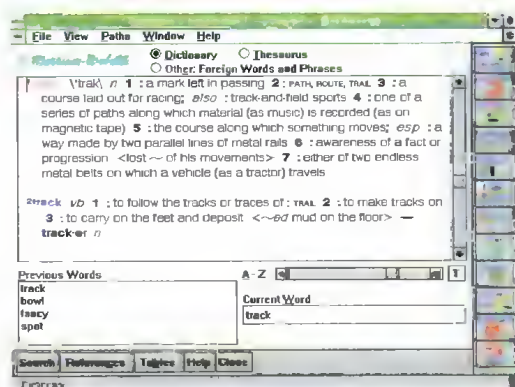 File View Paths Window Help
Dictionary Thesaurus
Other: Foreign Words and Phrases
\'trak\ n 1 : a mark left in passing 2 : PATH, ROUTE, TRAIL 3 : a
course laid out for racing; also : track-and-field sports 4 : one of a
series of paths along which material (as music) is recorded (as on
magnetic tape) 5 : the course along which something moves; esp : a
way made by two parallel lines of metal rails 6 : awareness of a fact or
progression <lost ~ of his movements> 7 : either of two endless
metal belts on which a vehicle (as a tractor) travels
2track vb 1 : to follow the tracks or traces of : TRAIL 2 : to make tracks on
3 : to carry on the feet and deposit <~ed mud on the floor> —
track·er n
Previous Words
A - Z
T
track
bowl
fancy
spot
Current Word
track
Search References Tables Help Close